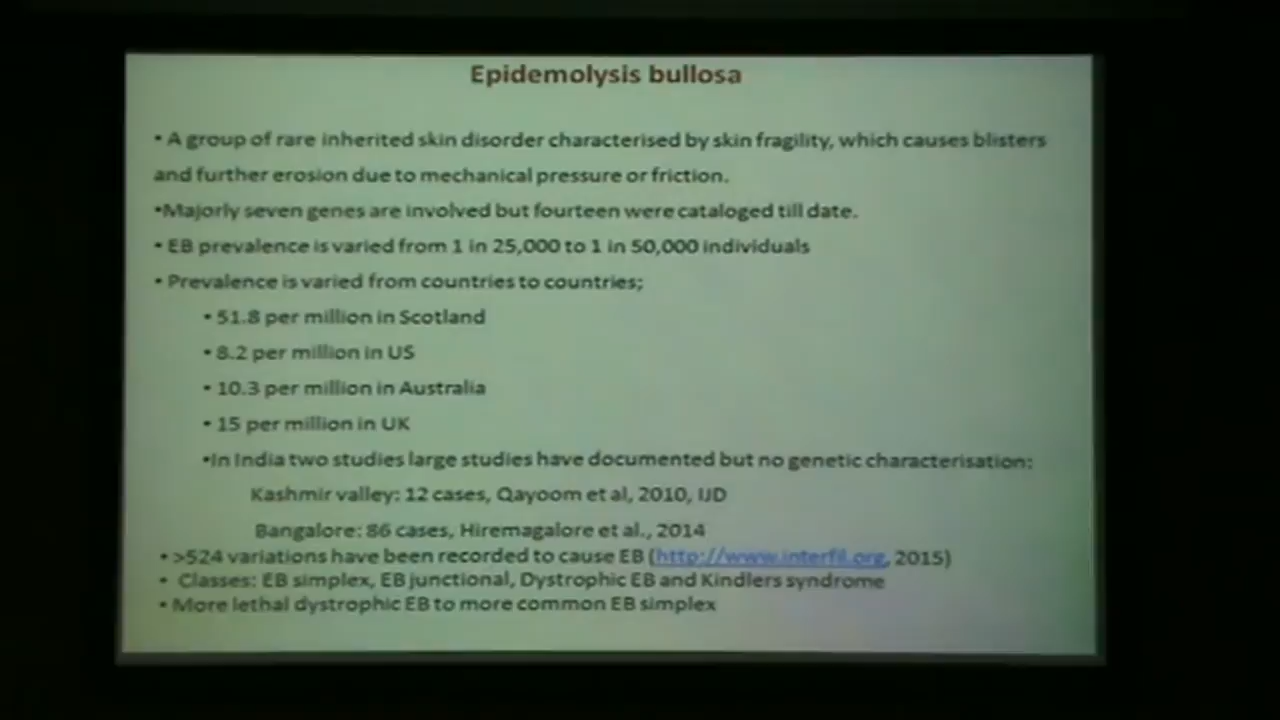 Epidemolysis bullosa
• A group of rare inherited skin disorder characterised by skin fragility, which causes blisters
and further erosion due to mechanical pressure or friction.
•Majorly seven genes are involved but fourteen were cataloged till date.
• EB prevalence is varied from 1 in 25,000 to 1 in 50,000 individuals
• Prevalence is varied from countries to countries;
• 51.8 per million in Scotland
• 8.2 per million in US
• 10.3 per million in Australia
• 15 per million in UK
•In India two studies large studies have documented but no genetic characterisation:
Kashmir valley: 12 cases, Qayoom et al, 2010, IJD
Bangalore: 86 cases, Hiremagalore et al., 2014
• >524 variations have been recorded to cause EB (http://www.interfil.org, 2015)
• Classes: EB simplex, EB junctional, Dystrophic EB and Kindlers syndrome
• More lethal dystrophic EB to more common EB simplex